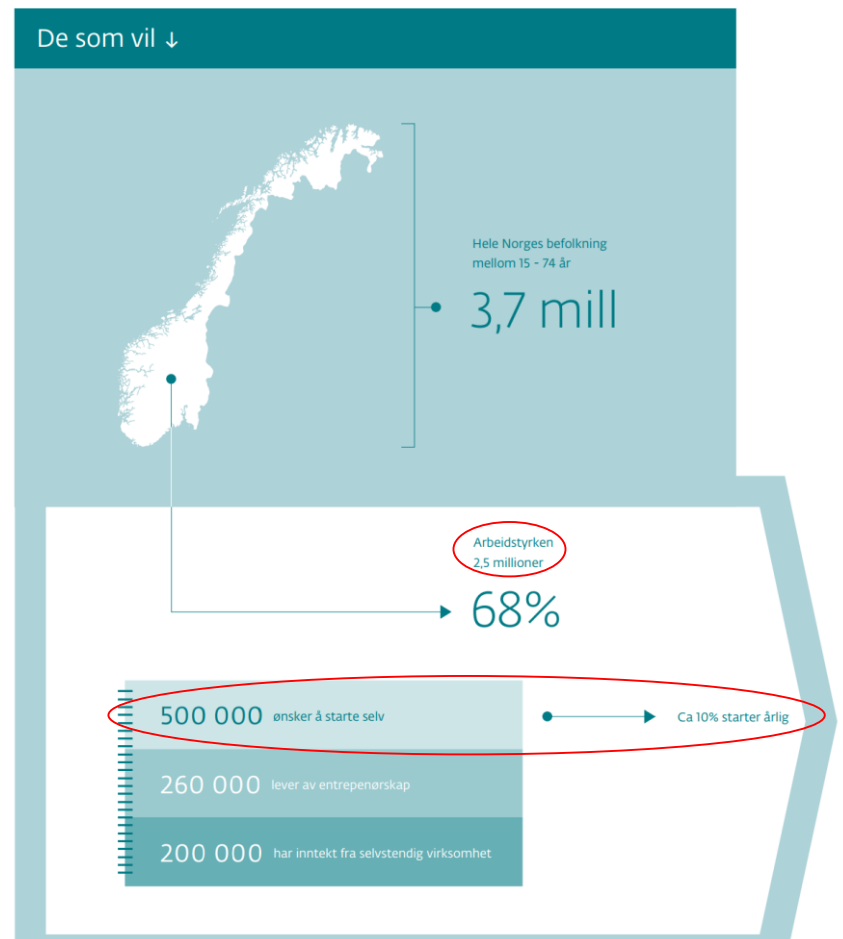 De som vil ↓
Hele Norges befolkning
mellom 15 - 74 år
3,7 mill
Arbeidstyrken
2,5 millioner
68%
500 000 ønsker å starte selv
Ca 10% starter årlig
260 000 lever av entrepenørskap
200 000 har inntekt fra selvstendig virksomhet